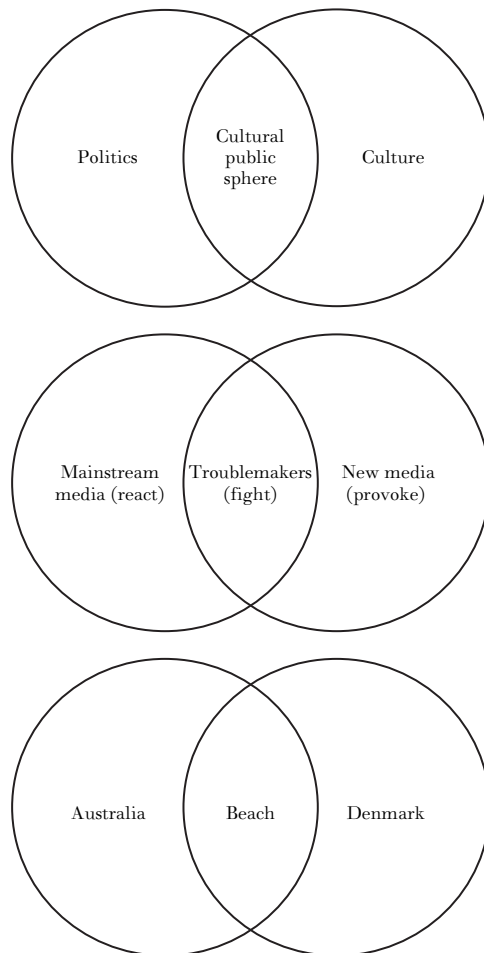 Politics
Cultural
public
sphere
Culture
Mainstream
media (react)
Troublemakers
(fight)
New media
(provoke)
Australia
Beach
Denmark